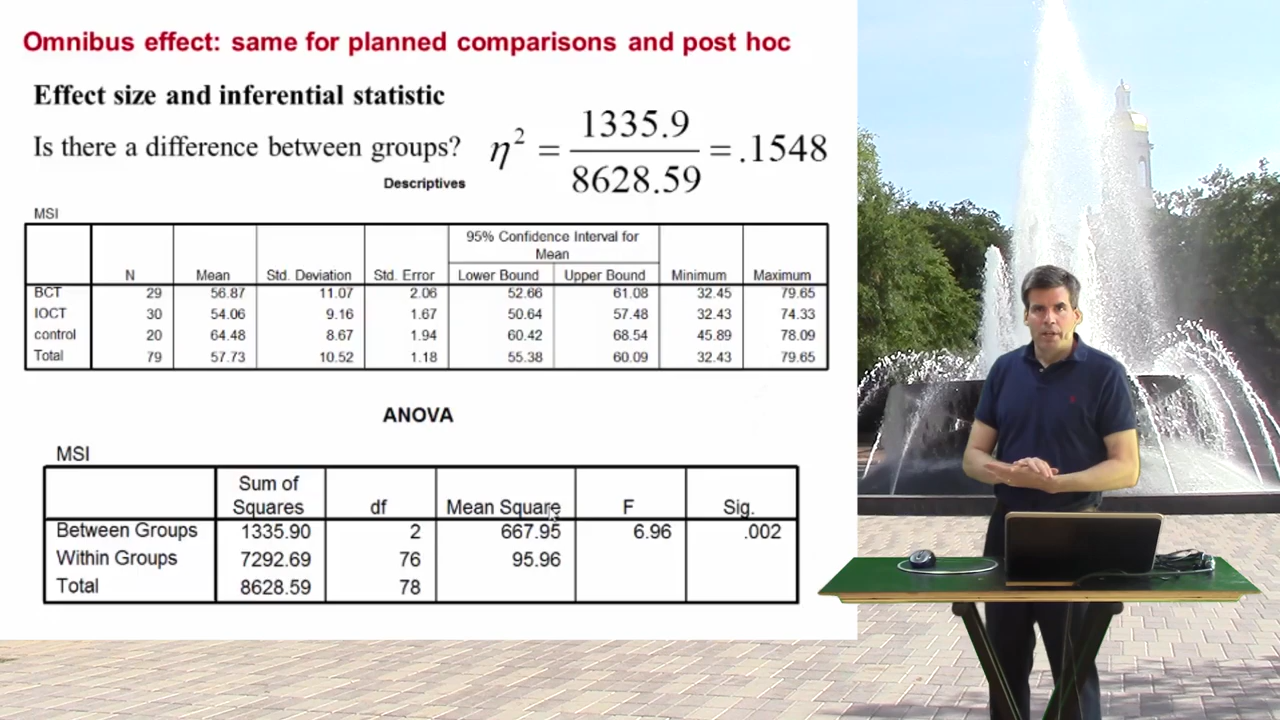 Omnibus effect: same for planned comparisons and post hoc
Effect size and inferential statistic
Is there a difference between groups? η² = 1335.9 / 8628.59 = .1548
Descriptives
MSI
95% Confidence Interval for
Mean
N Mean Std. Deviation Std. Error Lower Bound Upper Bound Minimum Maximum
BCT 29 56.87 11.07 2.06 52.66 61.08 32.45 79.65
IOCT 30 54.06 9.16 1.67 50.64 57.48 32.43 74.33
control 20 64.48 8.67 1.94 60.42 68.54 45.89 78.09
Total 79 57.73 10.52 1.18 55.38 60.09 32.43 79.65
ANOVA
MSI
Sum of
Squares df Mean Square F Sig.
Between Groups 1335.90 2 667.95 6.96 .002
Within Groups 7292.69 76 95.96
Total 8628.59 78